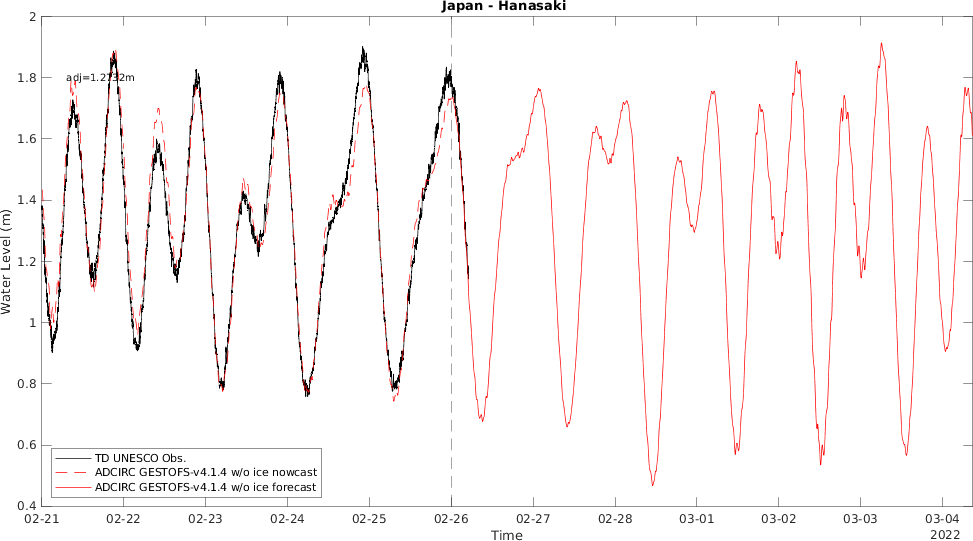 Japan - Hanasaki
2
1.8
1.6
1.4
1.2
1
0.8
0.6
0.4
Water Level (m)
adj=1.2732m
TD UNESCO Obs.
ADCIRC GESTOFS-v4.1.4 w/o ice nowcast
ADCIRC GESTOFS-v4.1.4 w/o ice forecast
02-21 02-22 02-23 02-24 02-25 02-26 02-27 02-28 03-01 03-02 03-03 03-04
2022
Time